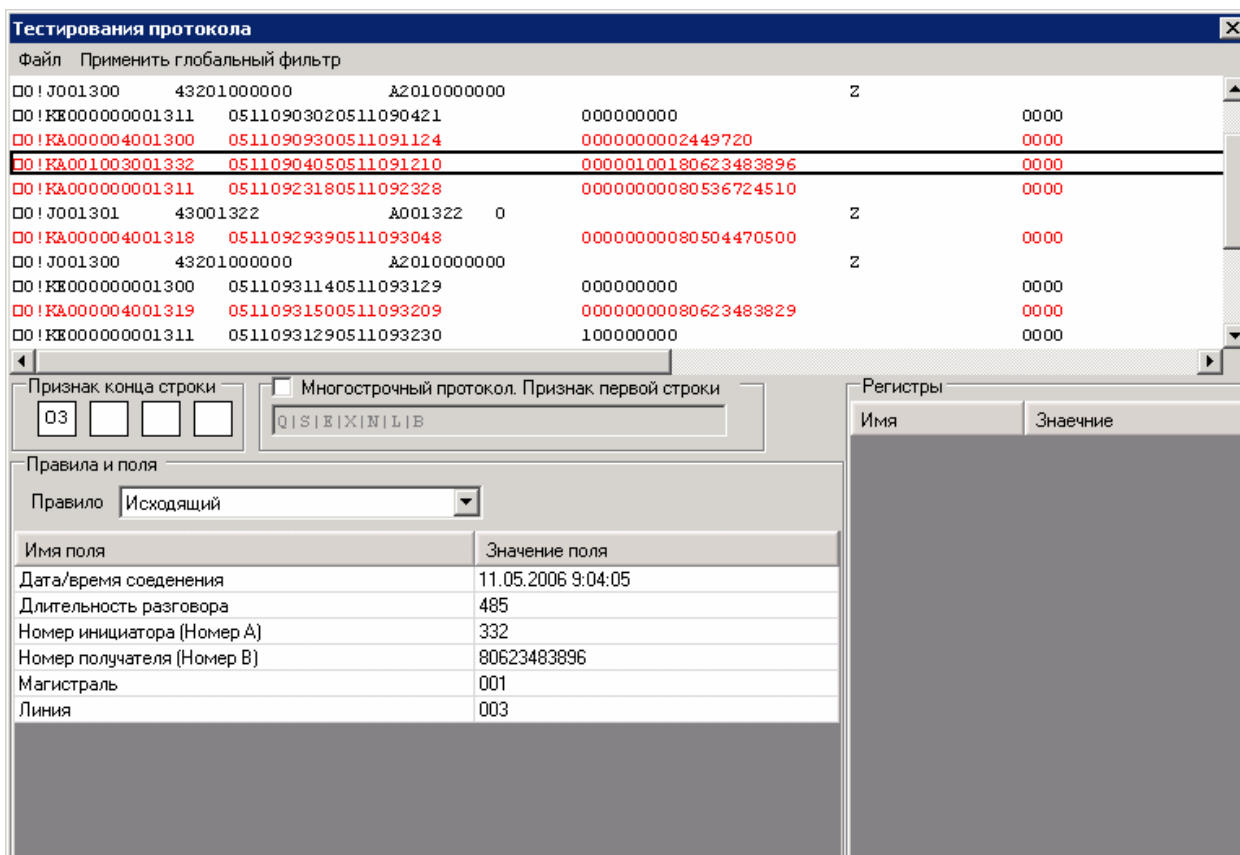 Тестирования протокола
Файл Применить глобальный фильтр
□0!J001300 43201000000 A2010000000 Z
□0!KE000000001311 05110903020511090421 000000000 0000
□0!KA000004001300 0511090930051​1091124 0000000002449720 0000
□0!KA001003001332 05110904050511091210 00000100180623483896 0000
□0!KA000000001311 05110923180511092328 00000000080536724510 0000
□0!J001301 43001322 A001322 0 Z
□0!KA000004001318 05110929390511093048 00000000080504470500 0000
□0!J001300 43201000000 A2010000000 Z
□0!KE000000001300 05110931140511093129 000000000 0000
□0!KA000004001319 05110931500511093209 00000000080623483829 0000
□0!KE000000001311 05110931290511093230 100000000 0000
Признак конца строки
03
Многострочный протокол. Признак первой строки
Q|S|E|X|N|L|B
Регистры
Имя Знаечние
Правила и поля
Правило Исходящий
Имя поля Значение поля
Дата/время соеденения 11.05.2006 9:04:05
Длительность разговора 485
Номер инициатора (Номер А) 332
Номер получателя (Номер В) 80623483896
Магистраль 001
Линия 003